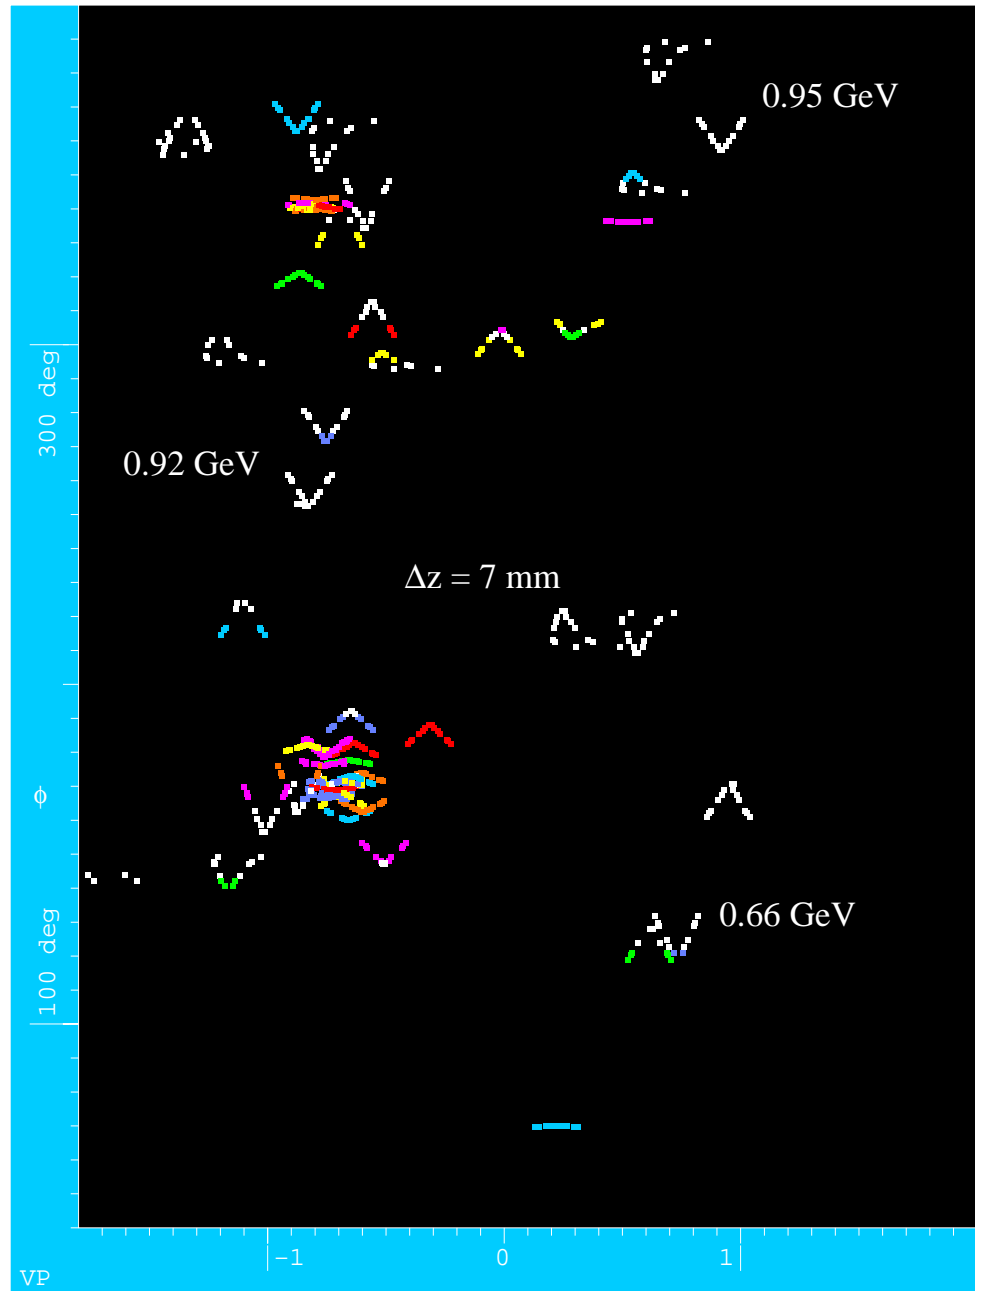 0.95 GeV
300 deg
0.92 GeV
Δz = 7 mm
ϕ
0.66 GeV
100 deg
-1
0
1
VP